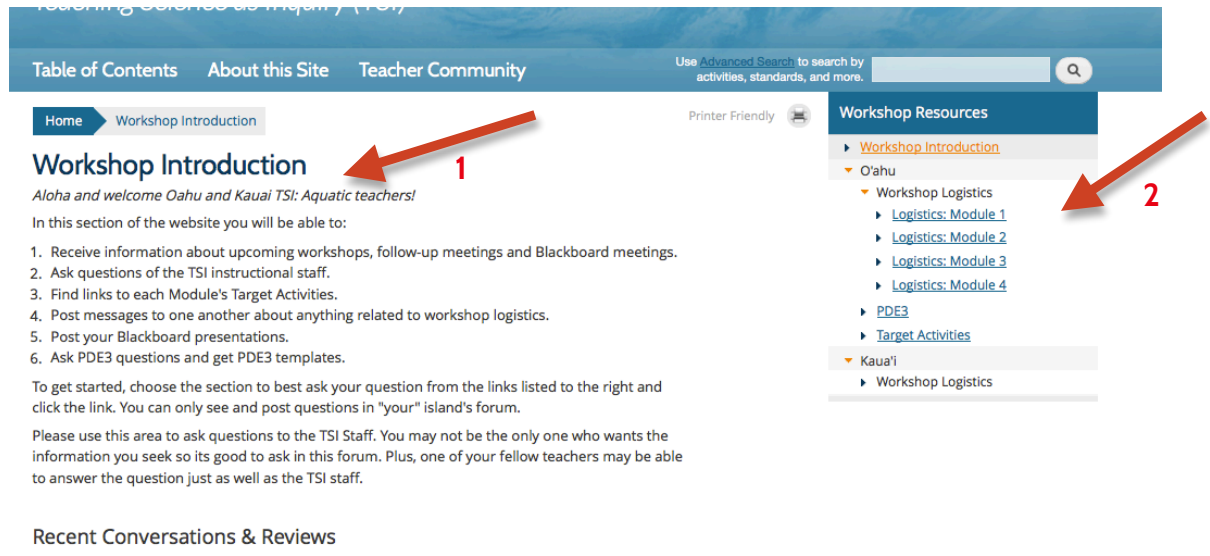 Teaching Science as Inquiry (TSI)
Table of Contents About this Site Teacher Community
Use Advanced Search to search by
activities, standards, and more.
Home Workshop Introduction
Printer Friendly
Workshop Introduction
1
Aloha and welcome Oahu and Kauai TSI: Aquatic teachers!
In this section of the website you will be able to:
1. Receive information about upcoming workshops, follow-up meetings and Blackboard meetings.
2. Ask questions of the TSI instructional staff.
3. Find links to each Module's Target Activities.
4. Post messages to one another about anything related to workshop logistics.
5. Post your Blackboard presentations.
6. Ask PDE3 questions and get PDE3 templates.
To get started, choose the section to best ask your question from the links listed to the right and
click the link. You can only see and post questions in "your" island's forum.
Please use this area to ask questions to the TSI Staff. You may not be the only one who wants the
information you seek so its good to ask in this forum. Plus, one of your fellow teachers may be able
to answer the question just as well as the TSI staff.
Recent Conversations & Reviews
Workshop Resources
Workshop Introduction
O'ahu
Workshop Logistics
2
Logistics: Module 1
Logistics: Module 2
Logistics: Module 3
Logistics: Module 4
PDE3
Target Activities
Kaua'i
Workshop Logistics